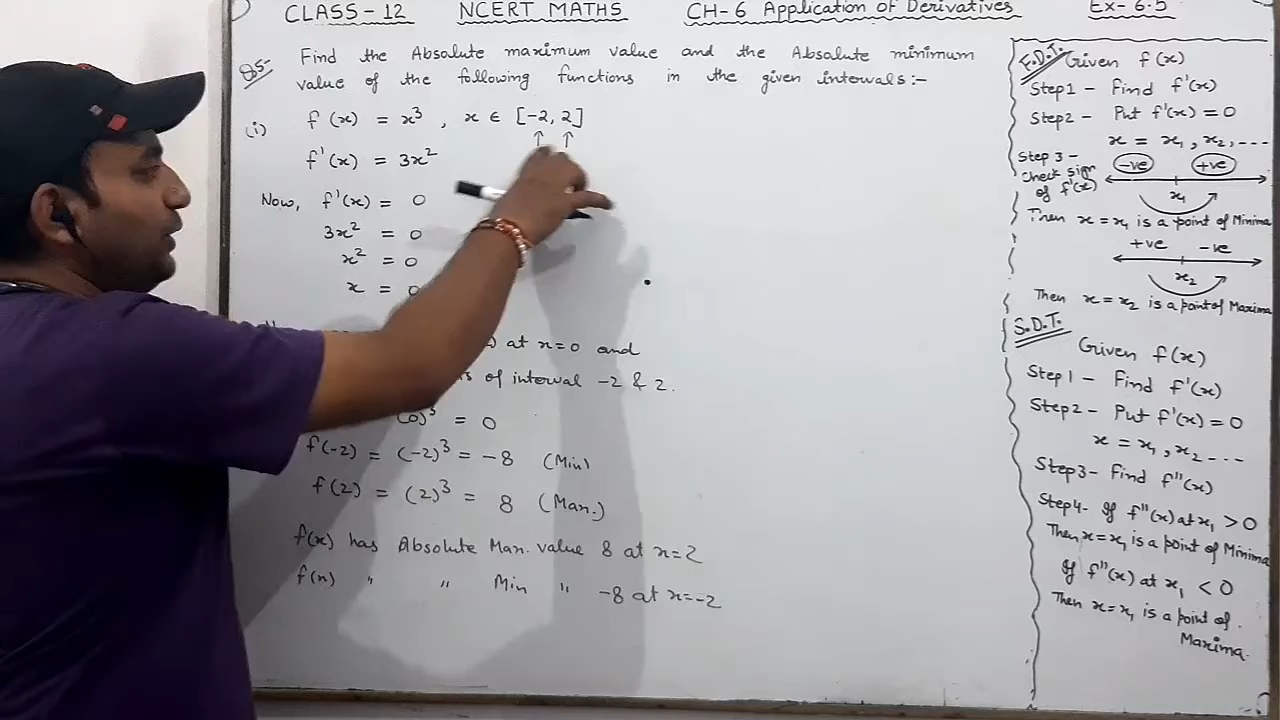 CLASS-12 NCERT MATHS CH-6 Application of Derivatives Ex-6.5
Q5- Find the Absolute maximum value and the Absolute minimum
value of the following functions in the given intervals:-
(i) f(x) = x³, x ∈ [-2, 2]
↑ ↑
f'(x) = 3x²
Now, f'(x) = 0
3x² = 0
x² = 0
x = 0
at x=0 and
of interval -2 & 2.
(0)³ = 0
f(-2) = (-2)³ = -8 (Min)
f(2) = (2)³ = 8 (Max.)
f(x) has Absolute Max. value 8 at x=2
f(x) " " Min " -8 at x=-2
F.D.T. Given f(x)
Step1- Find f'(x)
Step2- Put f'(x)=0
x = x₁, x₂, ---
Step 3-
Check sign
of f'(x)
-ve +ve
x₁
Then x=x₁ is a point of Minima
+ve -ve
x₂
Then x=x₂ is a point of Maxima
S.D.T.
Given f(x)
Step1- Find f'(x)
Step2- Put f'(x)=0
x = x₁, x₂ ---
Step3- Find f''(x)
Step4- If f''(x) at x₁ >0
Then x=x₁ is a point of Minima
If f''(x) at x₁ < 0
Then x=x₁ is a point of
Maxima.